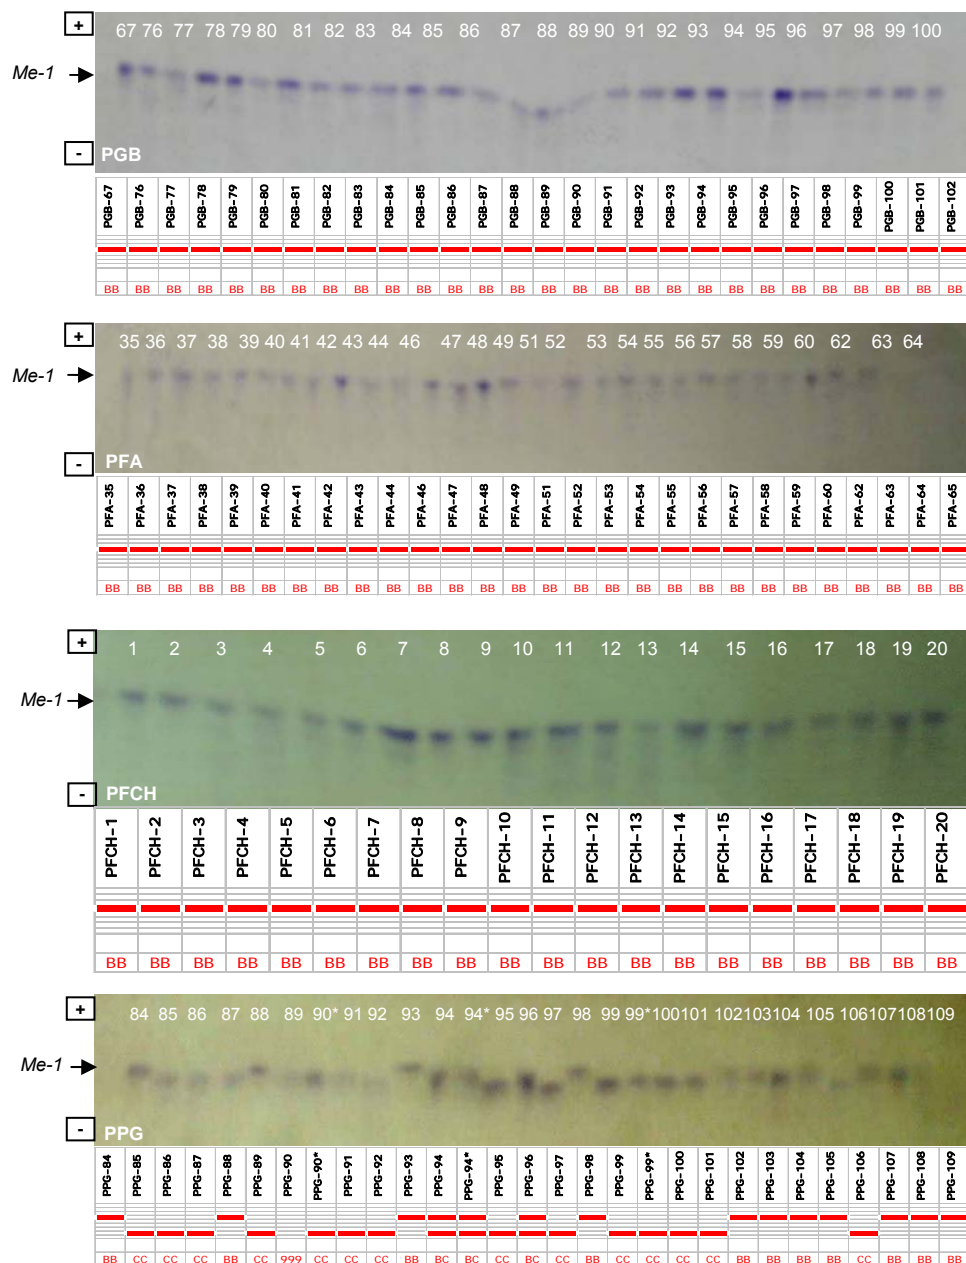 +
67 76 77 78 79 80 81 82 83 84 85 86 87 88 89 90 91 92 93 94 95 96 97 98 99 100
Me-1
-
PGB
PGB-67 PGB-76 PGB-77 PGB-78 PGB-79 PGB-80 PGB-81 PGB-82 PGB-83 PGB-84 PGB-85 PGB-86 PGB-87 PGB-88 PGB-89 PGB-90 PGB-91 PGB-92 PGB-93 PGB-94 PGB-95 PGB-96 PGB-97 PGB-98 PGB-99 PGB-100 PGB-101 PGB-102
BB BB BB BB BB BB BB BB BB BB BB BB BB BB BB BB BB BB BB BB BB BB BB BB BB BB BB BB
+
35 36 37 38 39 40 41 42 43 44 46 47 48 49 51 52 53 54 55 56 57 58 59 60 62 63 64
Me-1
-
PFA
PFA-35 PFA-36 PFA-37 PFA-38 PFA-39 PFA-40 PFA-41 PFA-42 PFA-43 PFA-44 PFA-46 PFA-47 PFA-48 PFA-49 PFA-51 PFA-52 PFA-53 PFA-54 PFA-55 PFA-56 PFA-57 PFA-58 PFA-59 PFA-60 PFA-62 PFA-63 PFA-64 PFA-65
BB BB BB BB BB BB BB BB BB BB BB BB BB BB BB BB BB BB BB BB BB BB BB BB BB BB BB BB
+
1 2 3 4 5 6 7 8 9 10 11 12 13 14 15 16 17 18 19 20
Me-1
-
PFCH
PFCH-1 PFCH-2 PFCH-3 PFCH-4 PFCH-5 PFCH-6 PFCH-7 PFCH-8 PFCH-9 PFCH-10 PFCH-11 PFCH-12 PFCH-13 PFCH-14 PFCH-15 PFCH-16 PFCH-17 PFCH-18 PFCH-19 PFCH-20
BB BB BB BB BB BB BB BB BB BB BB BB BB BB BB BB BB BB BB BB
+
84 85 86 87 88 89 90* 91 92 93 94 94* 95 96 97 98 99 99* 100 101 102 103 104 105 106 107 108 109
Me-1
-
PPG
PPG-84 PPG-85 PPG-86 PPG-87 PPG-88 PPG-89 PPG-90 PPG-90* PPG-91 PPG-92 PPG-93 PPG-94 PPG-94* PPG-95 PPG-96 PPG-97 PPG-98 PPG-99 PPG-99* PPG-100 PPG-101 PPG-102 PPG-103 PPG-104 PPG-105 PPG-106 PPG-107 PPG-108 PPG-109
BB CC CC CC BB CC 999 CC CC CC BB BC BC CC BC CC BB CC CC CC CC BB BB BB BB CC BB BB BB